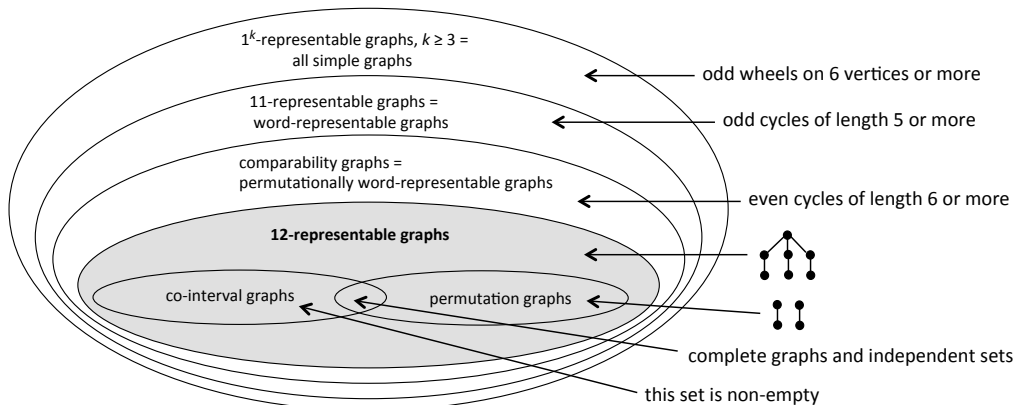 1ᵏ-representable graphs, k ≥ 3 =
all simple graphs
odd wheels on 6 vertices or more
11-representable graphs =
word-representable graphs
odd cycles of length 5 or more
comparability graphs =
permutationally word-representable graphs
even cycles of length 6 or more
12-representable graphs
co-interval graphs
permutation graphs
complete graphs and independent sets
this set is non-empty